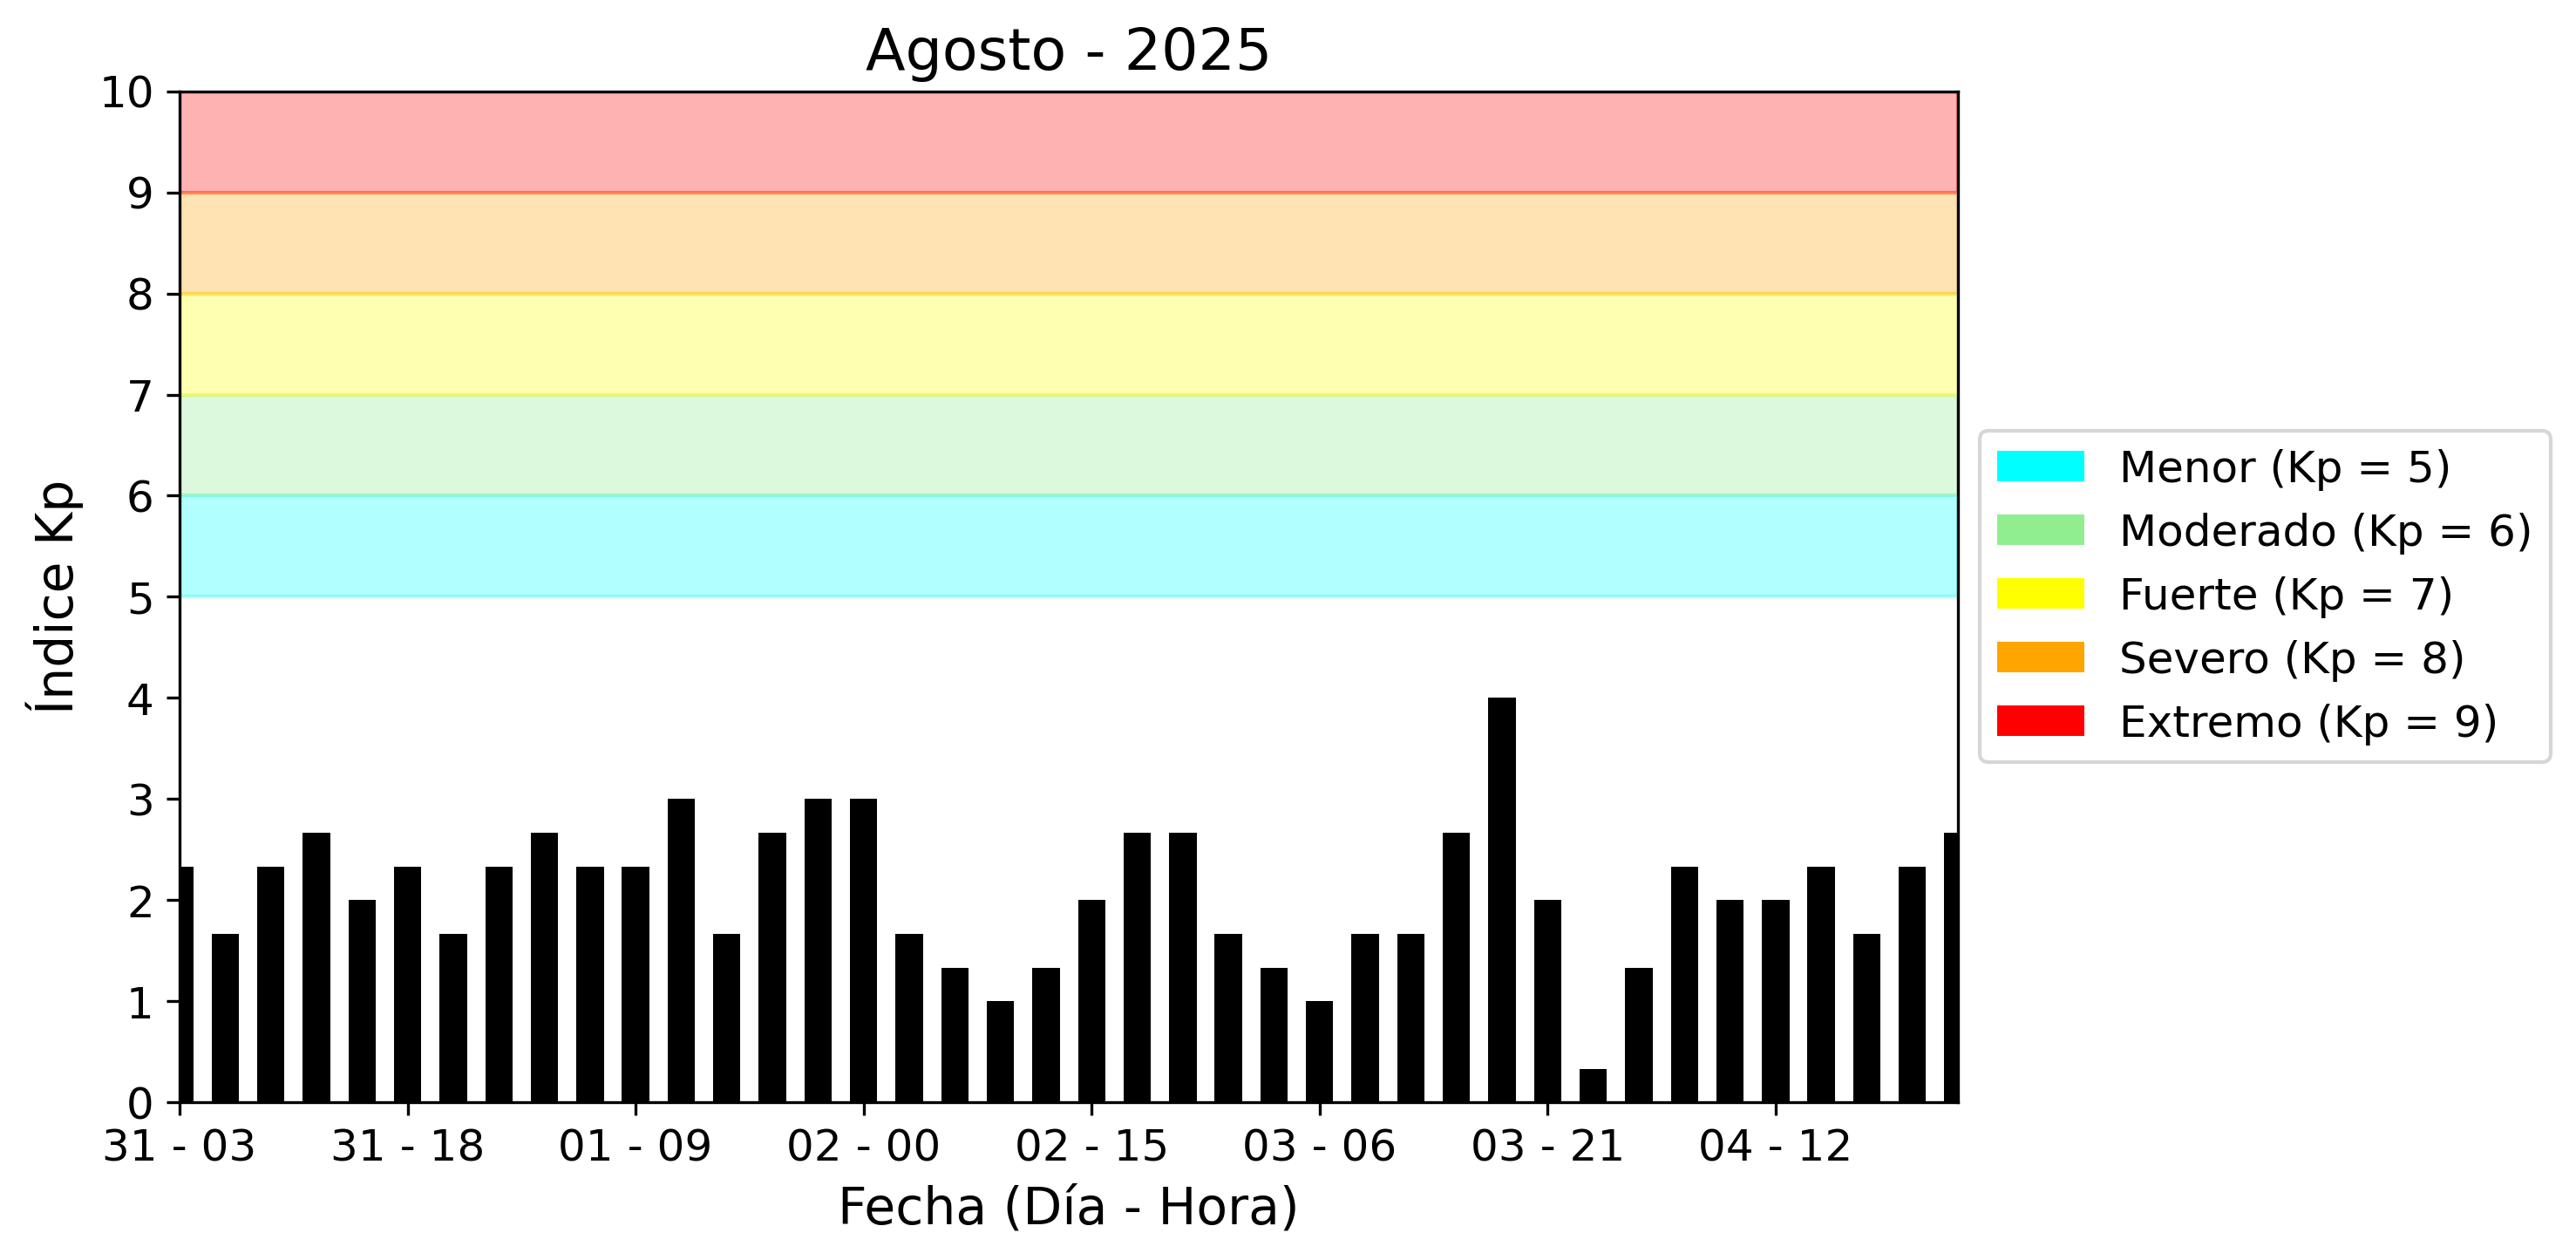 Agosto - 2025
10
9
8
7
6
5
4
3
2
1
0
Índice Kp
31 - 03
31 - 18
01 - 09
02 - 00
02 - 15
03 - 06
03 - 21
04 - 12
Fecha (Día - Hora)
Menor (Kp = 5)
Moderado (Kp = 6)
Fuerte (Kp = 7)
Severo (Kp = 8)
Extremo (Kp = 9)